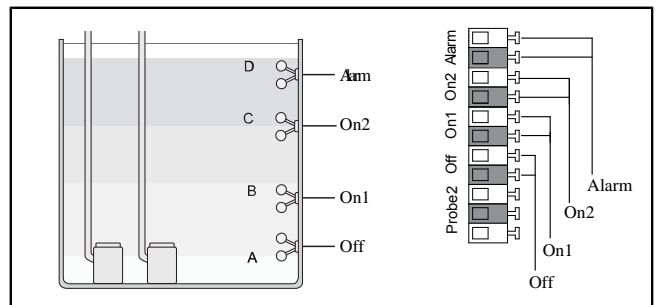 D
Alarm
C
On2
B
On1
A
Off
Alarm
On2
On1
Off
Probe2
Alarm
On2
On1
Off